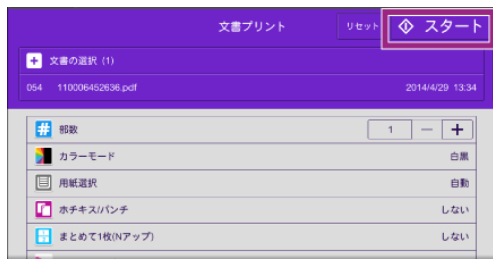 文書プリント リセット スタート
文書の選択 (1)
054 110006452636.pdf 2014/4/29 13:34
部数 1 － +
カラーモード 白黒
用紙選択 自動
ホチキス/パンチ しない
まとめて1枚(Nアップ) しない